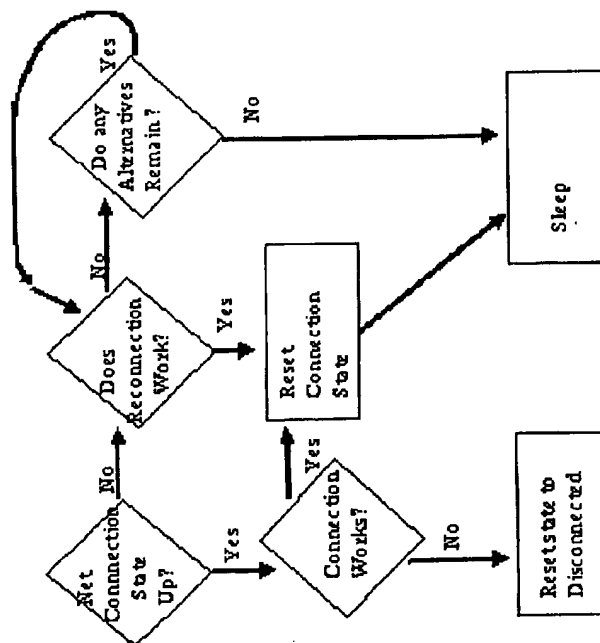 Net
Connnection
State
Up?
No
Yes
Does
Reconnection
Work?
No
Yes
Do any
Alternatives
Remain?
Yes
No
Connection
Works?
Yes
No
Reset
Connection
State
Reset state to
Disconnected
Sleep